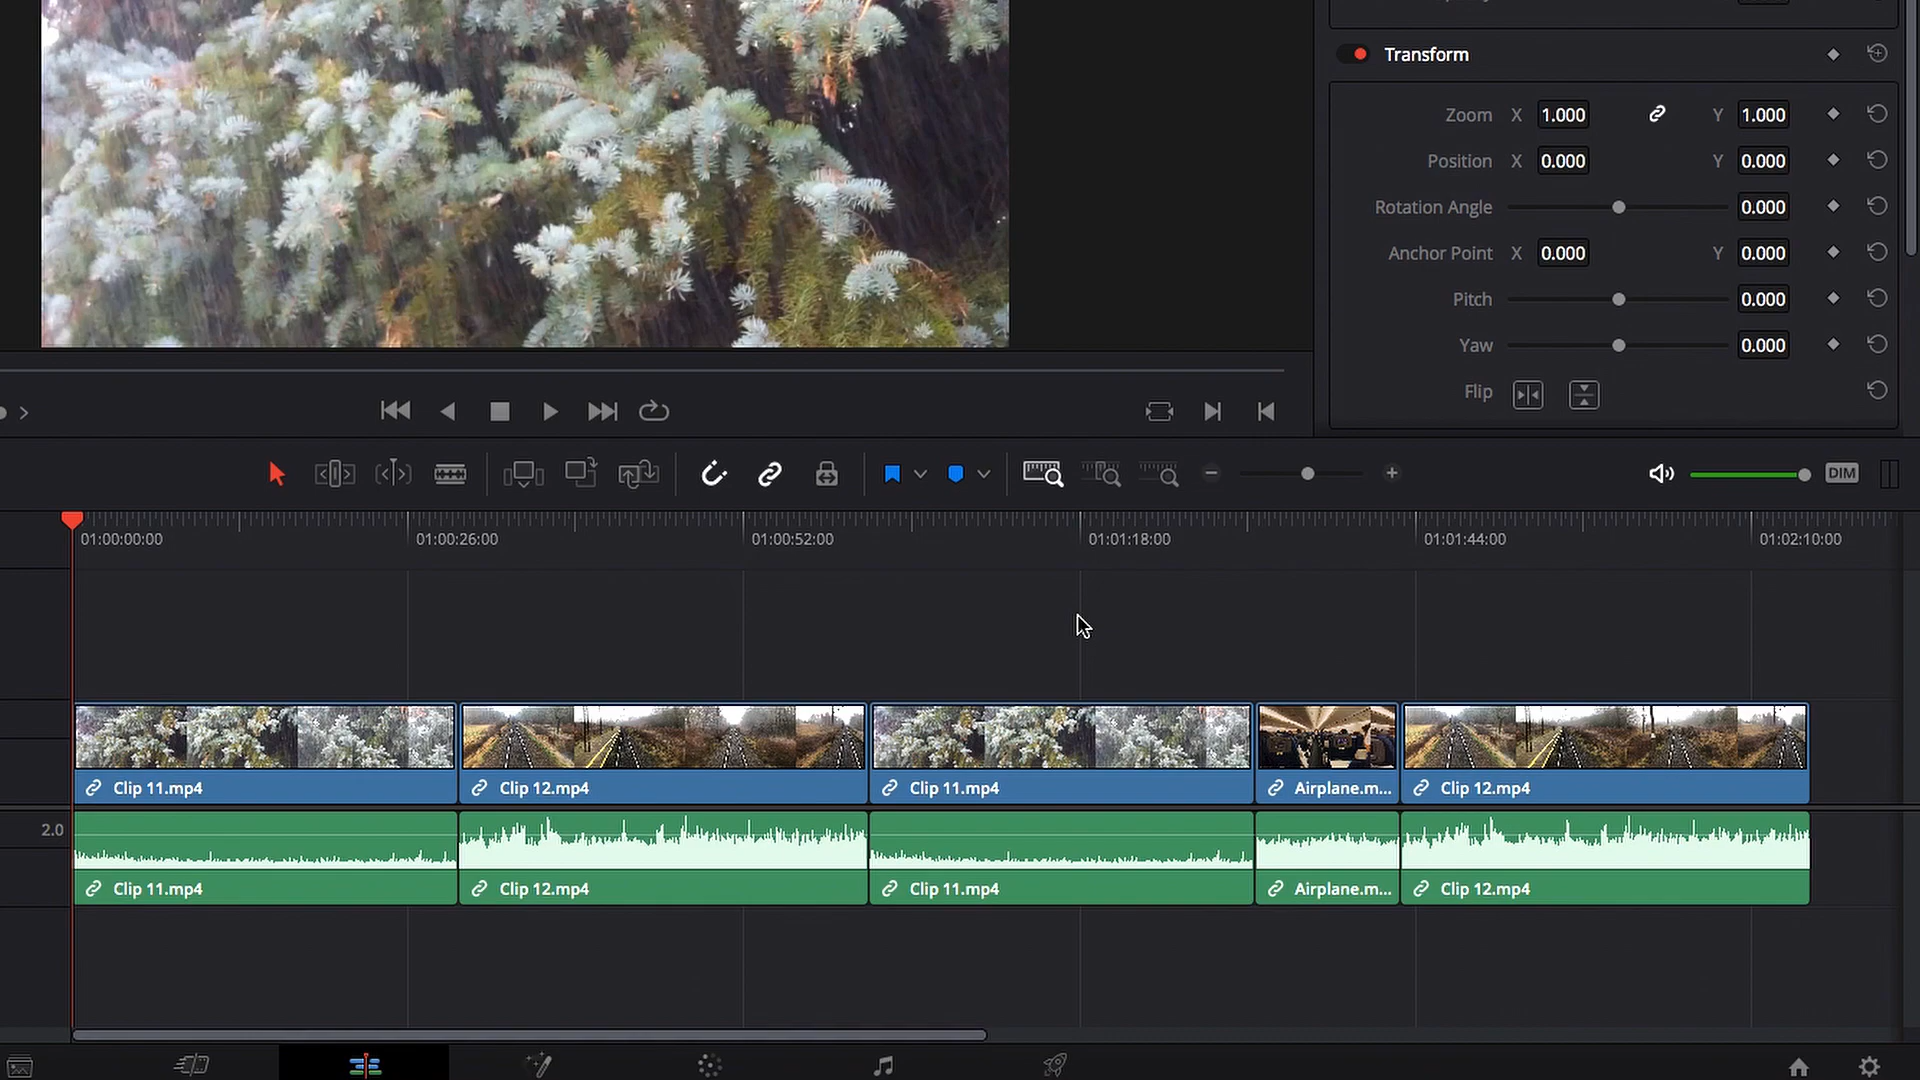 Transform
Zoom X 1.000 Y 1.000
Position X 0.000 Y 0.000
Rotation Angle 0.000
Anchor Point X 0.000 Y 0.000
Pitch 0.000
Yaw 0.000
Flip
DIM
01:00:00:00 01:00:26:00 01:00:52:00 01:01:18:00 01:01:44:00 01:02:10:00
Clip 11.mp4 Clip 12.mp4 Clip 11.mp4 Airplane.m... Clip 12.mp4
2.0
Clip 11.mp4 Clip 12.mp4 Clip 11.mp4 Airplane.m... Clip 12.mp4